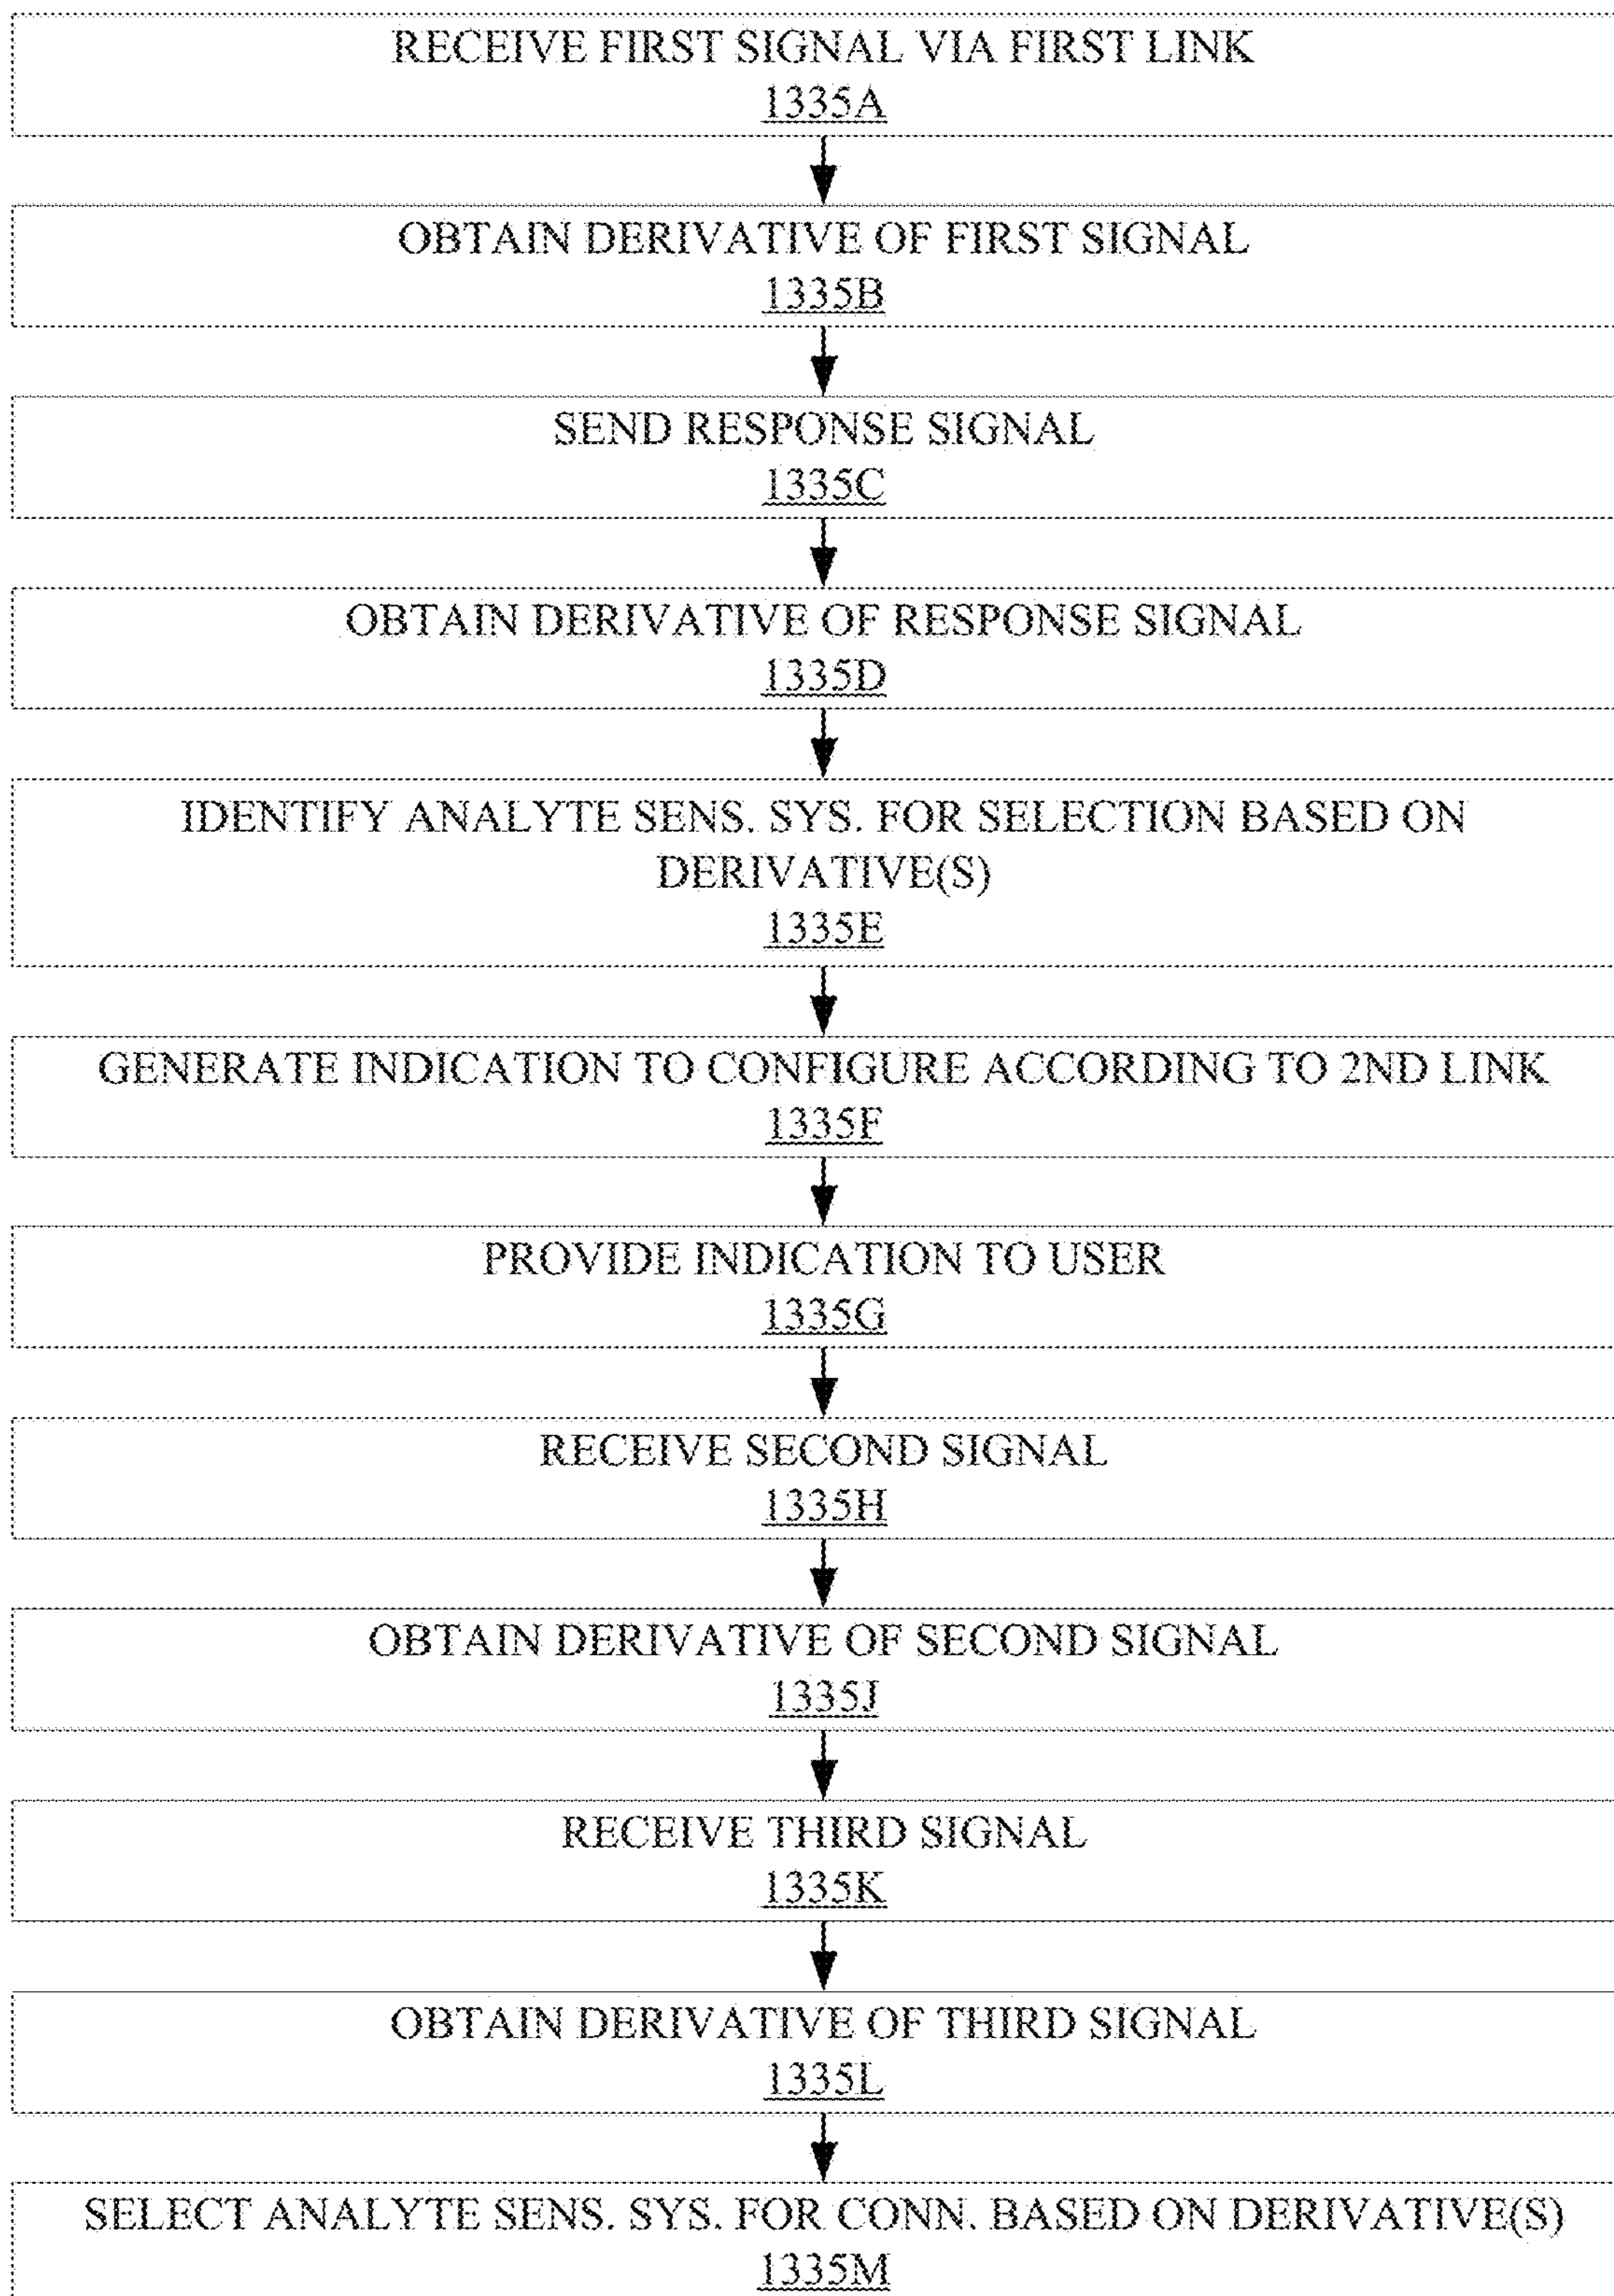 RECEIVE FIRST SIGNAL VIA FIRST LINK
1335A
OBTAIN DERIVATIVE OF FIRST SIGNAL
1335B
SEND RESPONSE SIGNAL
1335C
OBTAIN DERIVATIVE OF RESPONSE SIGNAL
1335D
IDENTIFY ANALYTE SENS. SYS. FOR SELECTION BASED ON
DERIVATIVE(S)
1335E
GENERATE INDICATION TO CONFIGURE ACCORDING TO 2ND LINK
1335F
PROVIDE INDICATION TO USER
1335G
RECEIVE SECOND SIGNAL
1335H
OBTAIN DERIVATIVE OF SECOND SIGNAL
1335J
RECEIVE THIRD SIGNAL
1335K
OBTAIN DERIVATIVE OF THIRD SIGNAL
1335L
SELECT ANALYTE SENS. SYS. FOR CONN. BASED ON DERIVATIVE(S)
1335M